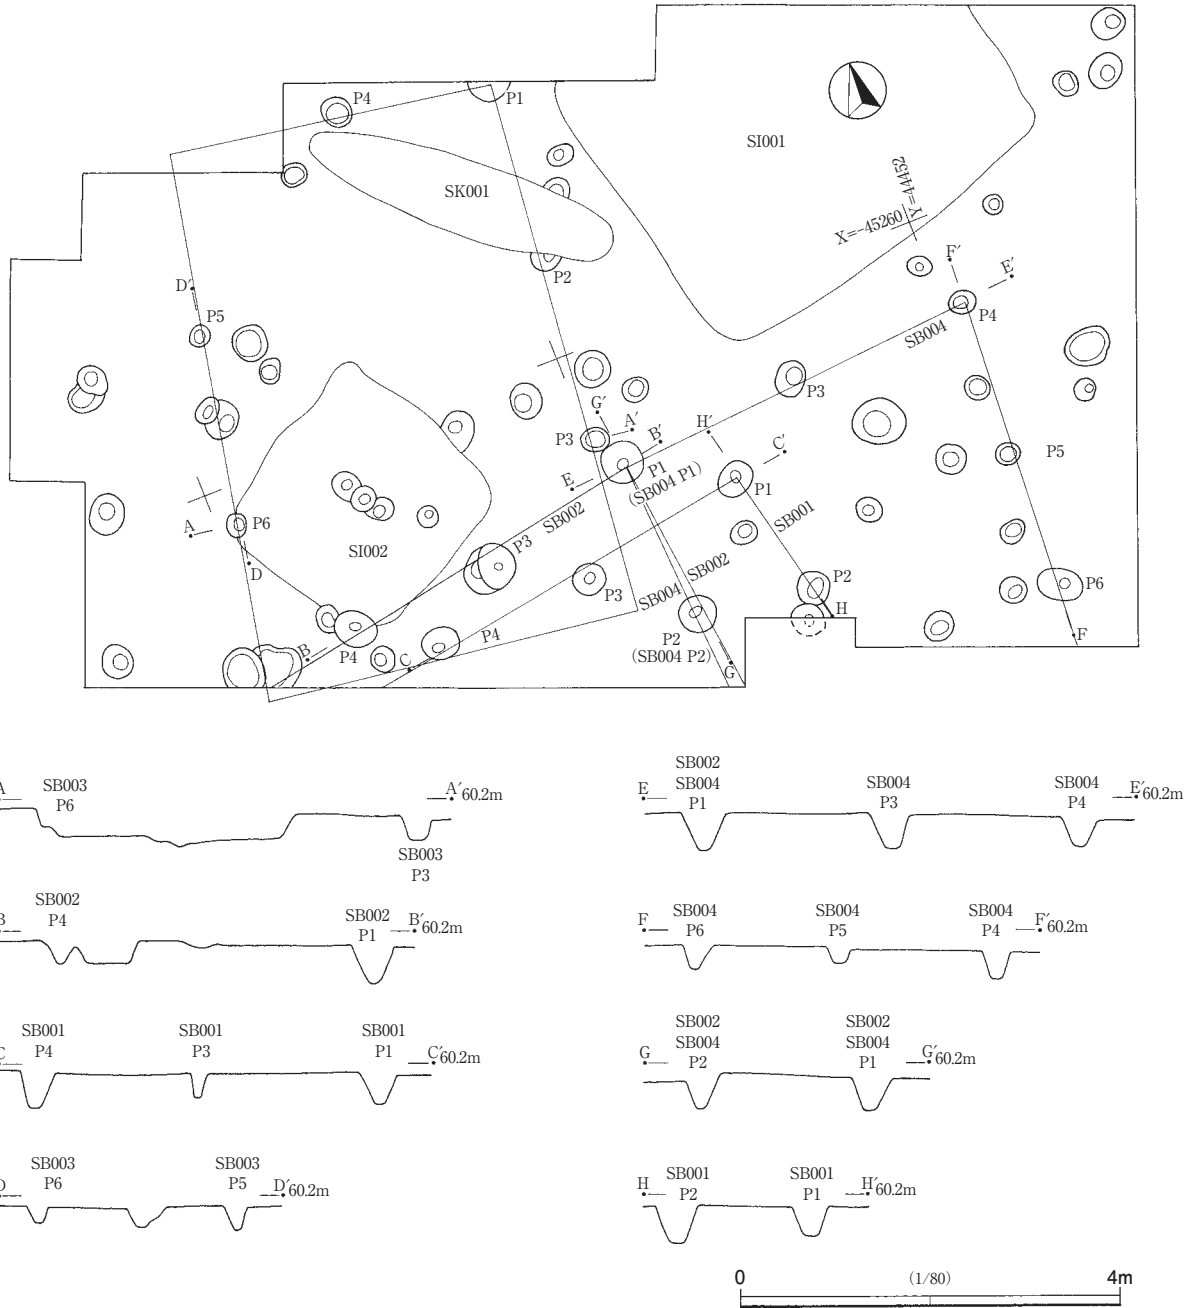 P4
P1
SI001
SK001
X=-45260
Y=44452
P2
F′
E′
D′
P5
P4
SB004
P3
G′
A′
H′
B′
C′
P3
P1
(SB004 P1)
E
P5
P1
A
P6
SB002
SB001
SI002
P3
D
SB002
P3
SB004
P2
P6
H
P4
P4
P2
(SB004 P2)
F
B
C
G
A
SB003
P6
A′ 60.2m
SB003
P3
SB002
SB004
P1
E
SB004
P3
SB004
P4
E′ 60.2m
B
SB002
P4
SB002
P1
B′ 60.2m
F
SB004
P6
SB004
P5
SB004
P4
F′ 60.2m
C
SB001
P4
SB001
P3
SB001
P1
C′ 60.2m
G
SB002
SB004
P2
SB002
SB004
P1
G′ 60.2m
D
SB003
P6
SB003
P5
D′ 60.2m
H
SB001
P2
SB001
P1
H′ 60.2m
0 (1/80) 4m